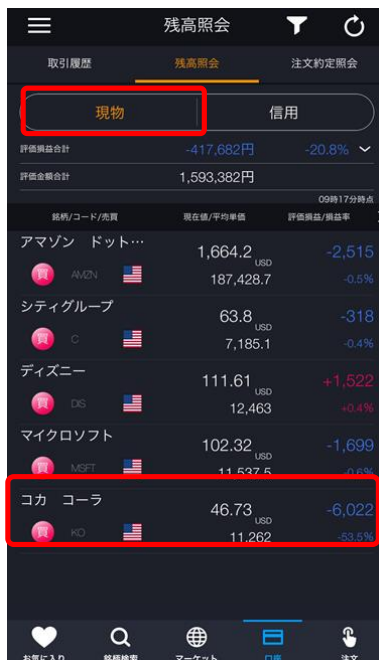 残高照会
取引履歴 残高照会 注文約定照会
現物 信用
評価損益合計 -417,682円 -20.8%
評価金額合計 1,593,382円
09時17分時点
銘柄/コード/売買 現在値/平均単価 評価損益/損益率
アマゾン ドット… 1,664.2 USD -2,515
買 AMZN 187,428.7 -0.5%
シティグループ 63.8 USD -318
買 C 7,185.1 -0.4%
ディズニー 111.61 USD +1,522
買 DIS 12,463 +0.4%
マイクロソフト 102.32 USD -1,699
買 MSFT 11,537.5 -0.6%
コカ コーラ 46.73 USD -6,022
買 KO 11,262 -53.5%
お気に入り 銘柄検索 マーケット 口座 注文